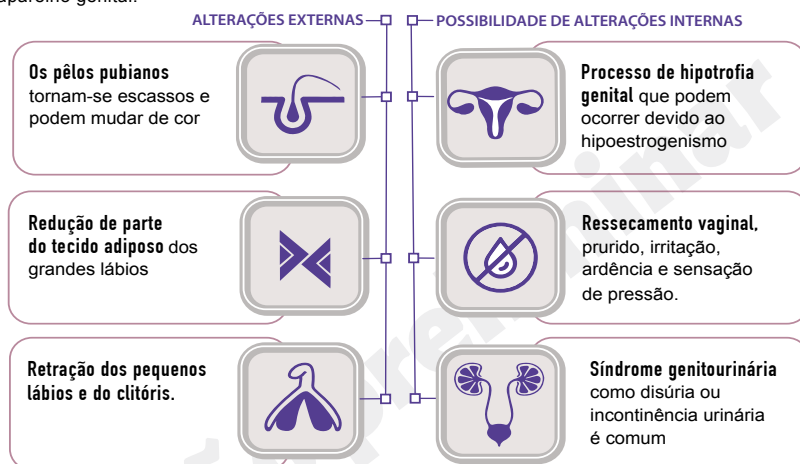 aparelho genital.
ALTERAÇÕES EXTERNAS
Os pêlos pubianos
tornam-se escassos e
podem mudar de cor
Redução de parte
do tecido adiposo dos
grandes lábios
Retração dos pequenos
lábios e do clitóris.
POSSIBILIDADE DE ALTERAÇÕES INTERNAS
Processo de hipotrofia
genital que podem
ocorrer devido ao
hipoestrogenismo
Ressecamento vaginal,
prurido, irritação,
ardência e sensação
de pressão.
Síndrome genitourinária
como disúria ou
incontinência urinária
é comum